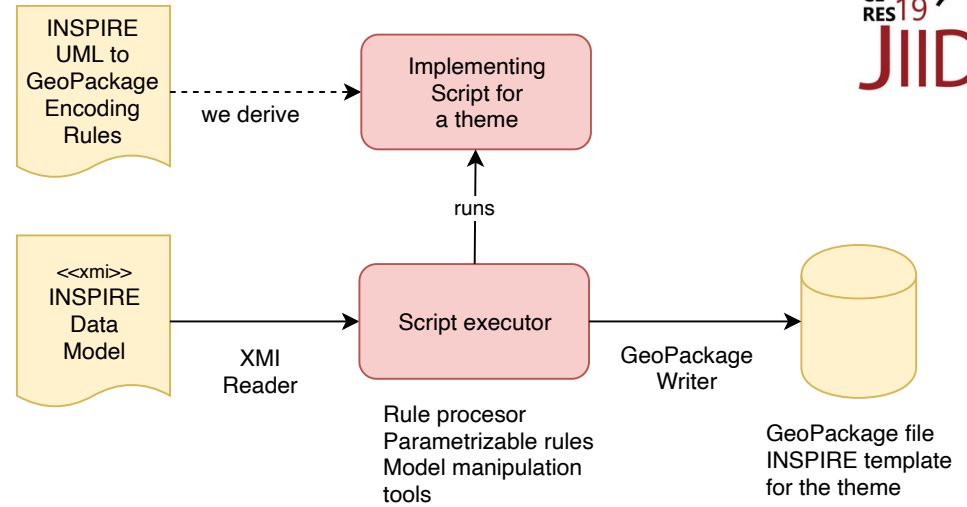 INSPIRE
UML to
GeoPackage
Encoding
Rules
we derive
Implementing
Script for
a theme
RES19
JIID
runs
<<xmi>>
INSPIRE
Data
Model
XMI
Reader
Script executor
GeoPackage
Writer
Rule procesor
Parametrizable rules
Model manipulation
tools
GeoPackage file
INSPIRE template
for the theme